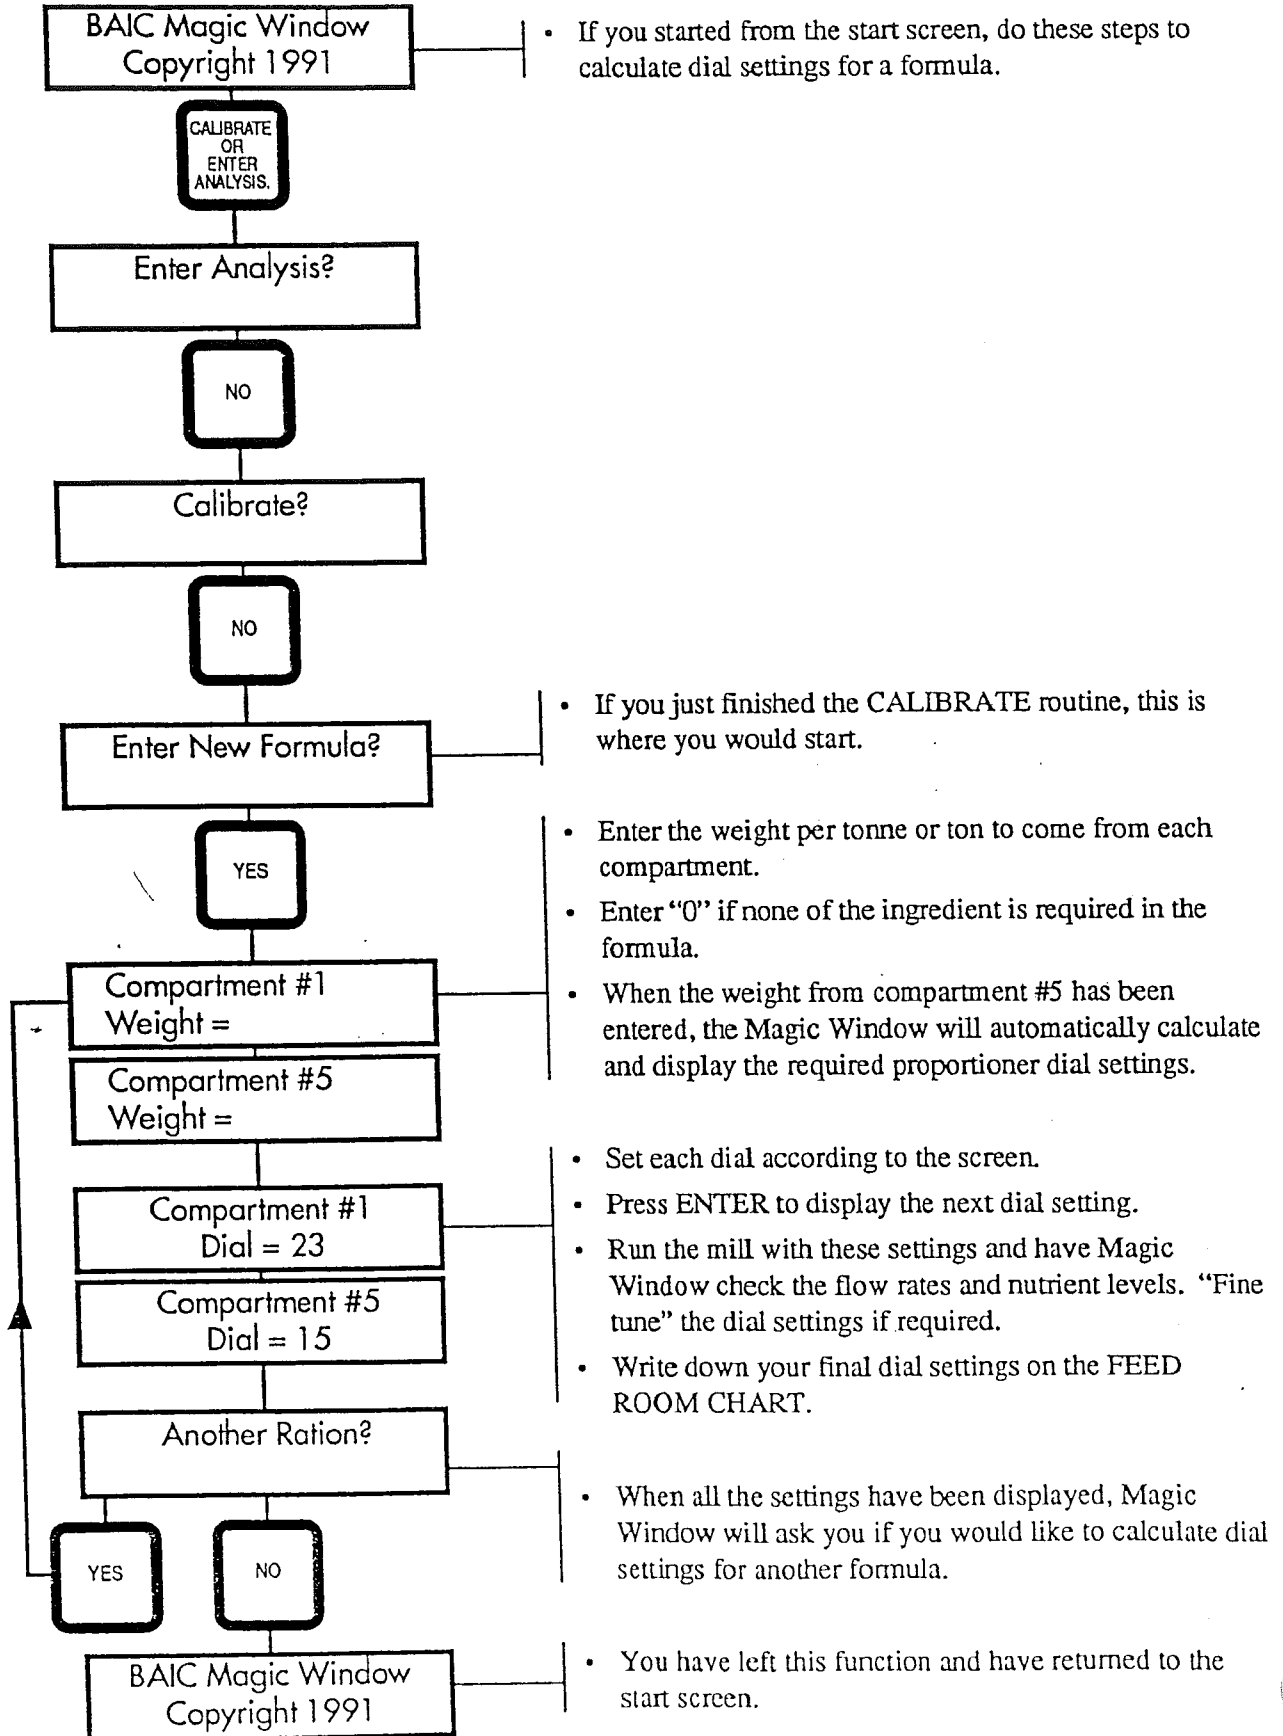 BAIC Magic Window
Copyright 1991
• If you started from the start screen, do these steps to
calculate dial settings for a formula.
CALIBRATE
OR
ENTER
ANALYSIS.
Enter Analysis?
NO
Calibrate?
NO
• If you just finished the CALIBRATE routine, this is
where you would start.
Enter New Formula?
YES
• Enter the weight per tonne or ton to come from each
compartment.
• Enter "0" if none of the ingredient is required in the
formula.
• When the weight from compartment #5 has been
entered, the Magic Window will automatically calculate
and display the required proportioner dial settings.
Compartment #1
Weight =
Compartment #5
Weight =
• Set each dial according to the screen.
• Press ENTER to display the next dial setting.
• Run the mill with these settings and have Magic
Window check the flow rates and nutrient levels. "Fine
tune" the dial settings if required.
• Write down your final dial settings on the FEED
ROOM CHART.
Compartment #1
Dial = 23
Compartment #5
Dial = 15
Another Ration?
• When all the settings have been displayed, Magic
Window will ask you if you would like to calculate dial
settings for another formula.
YES
NO
BAIC Magic Window
Copyright 1991
• You have left this function and have returned to the
start screen.